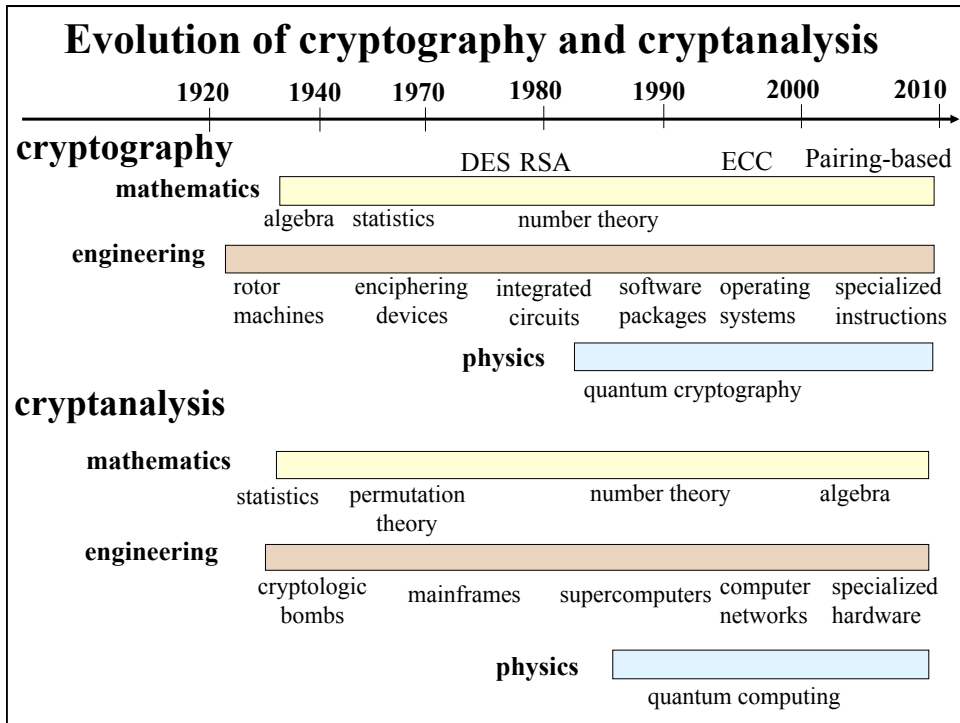 Evolution of cryptography and cryptanalysis
1920 1940 1970 1980 1990 2000 2010
cryptography
DES RSA ECC Pairing-based
mathematics
algebra statistics number theory
engineering
rotor enciphering integrated software operating specialized
machines devices circuits packages systems instructions
physics
quantum cryptography
cryptanalysis
mathematics
statistics permutation number theory algebra
theory
engineering
cryptologic mainframes supercomputers computer specialized
bombs networks hardware
physics
quantum computing